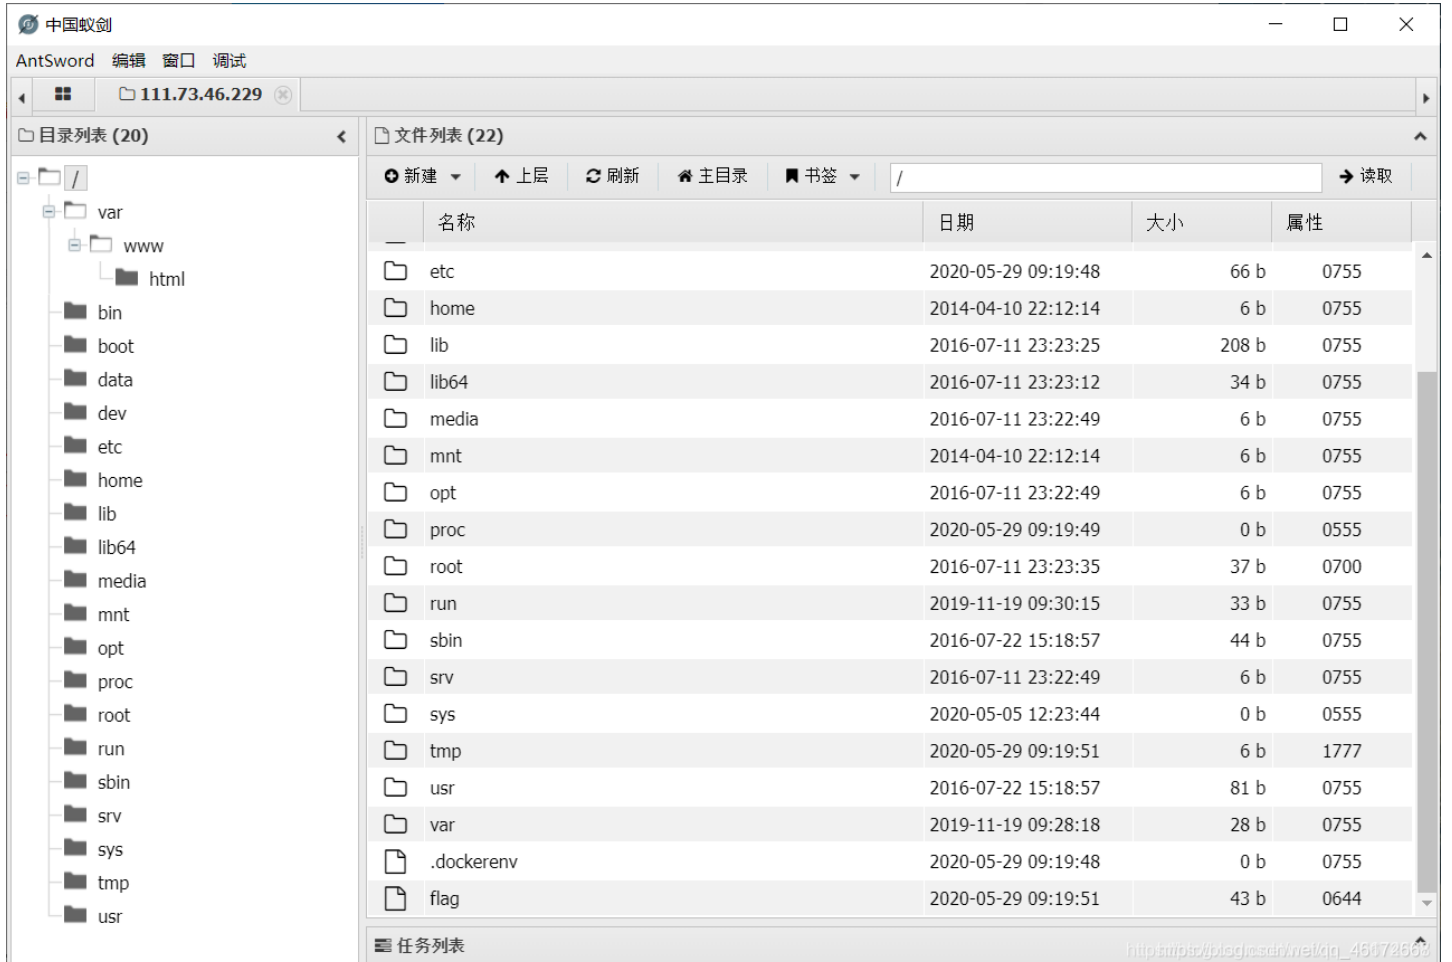 中国蚁剑
AntSword 编辑 窗口 调试
111.73.46.229
目录列表 (20)
/
var
www
html
bin
boot
data
dev
etc
home
lib
lib64
media
mnt
opt
proc
root
run
sbin
srv
sys
tmp
usr
文件列表 (22)
新建 上层 刷新 主目录 书签 / 读取
名称 日期 大小 属性
etc 2020-05-29 09:19:48 66 b 0755
home 2014-04-10 22:12:14 6 b 0755
lib 2016-07-11 23:23:25 208 b 0755
lib64 2016-07-11 23:23:12 34 b 0755
media 2016-07-11 23:22:49 6 b 0755
mnt 2014-04-10 22:12:14 6 b 0755
opt 2016-07-11 23:22:49 6 b 0755
proc 2020-05-29 09:19:49 0 b 0555
root 2016-07-11 23:23:35 37 b 0700
run 2019-11-19 09:30:15 33 b 0755
sbin 2016-07-22 15:18:57 44 b 0755
srv 2016-07-11 23:22:49 6 b 0755
sys 2020-05-05 12:23:44 0 b 0555
tmp 2020-05-29 09:19:51 6 b 1777
usr 2016-07-22 15:18:57 81 b 0755
var 2019-11-19 09:28:18 28 b 0755
.dockerenv 2020-05-29 09:19:48 0 b 0755
flag 2020-05-29 09:19:51 43 b 0644
任务列表